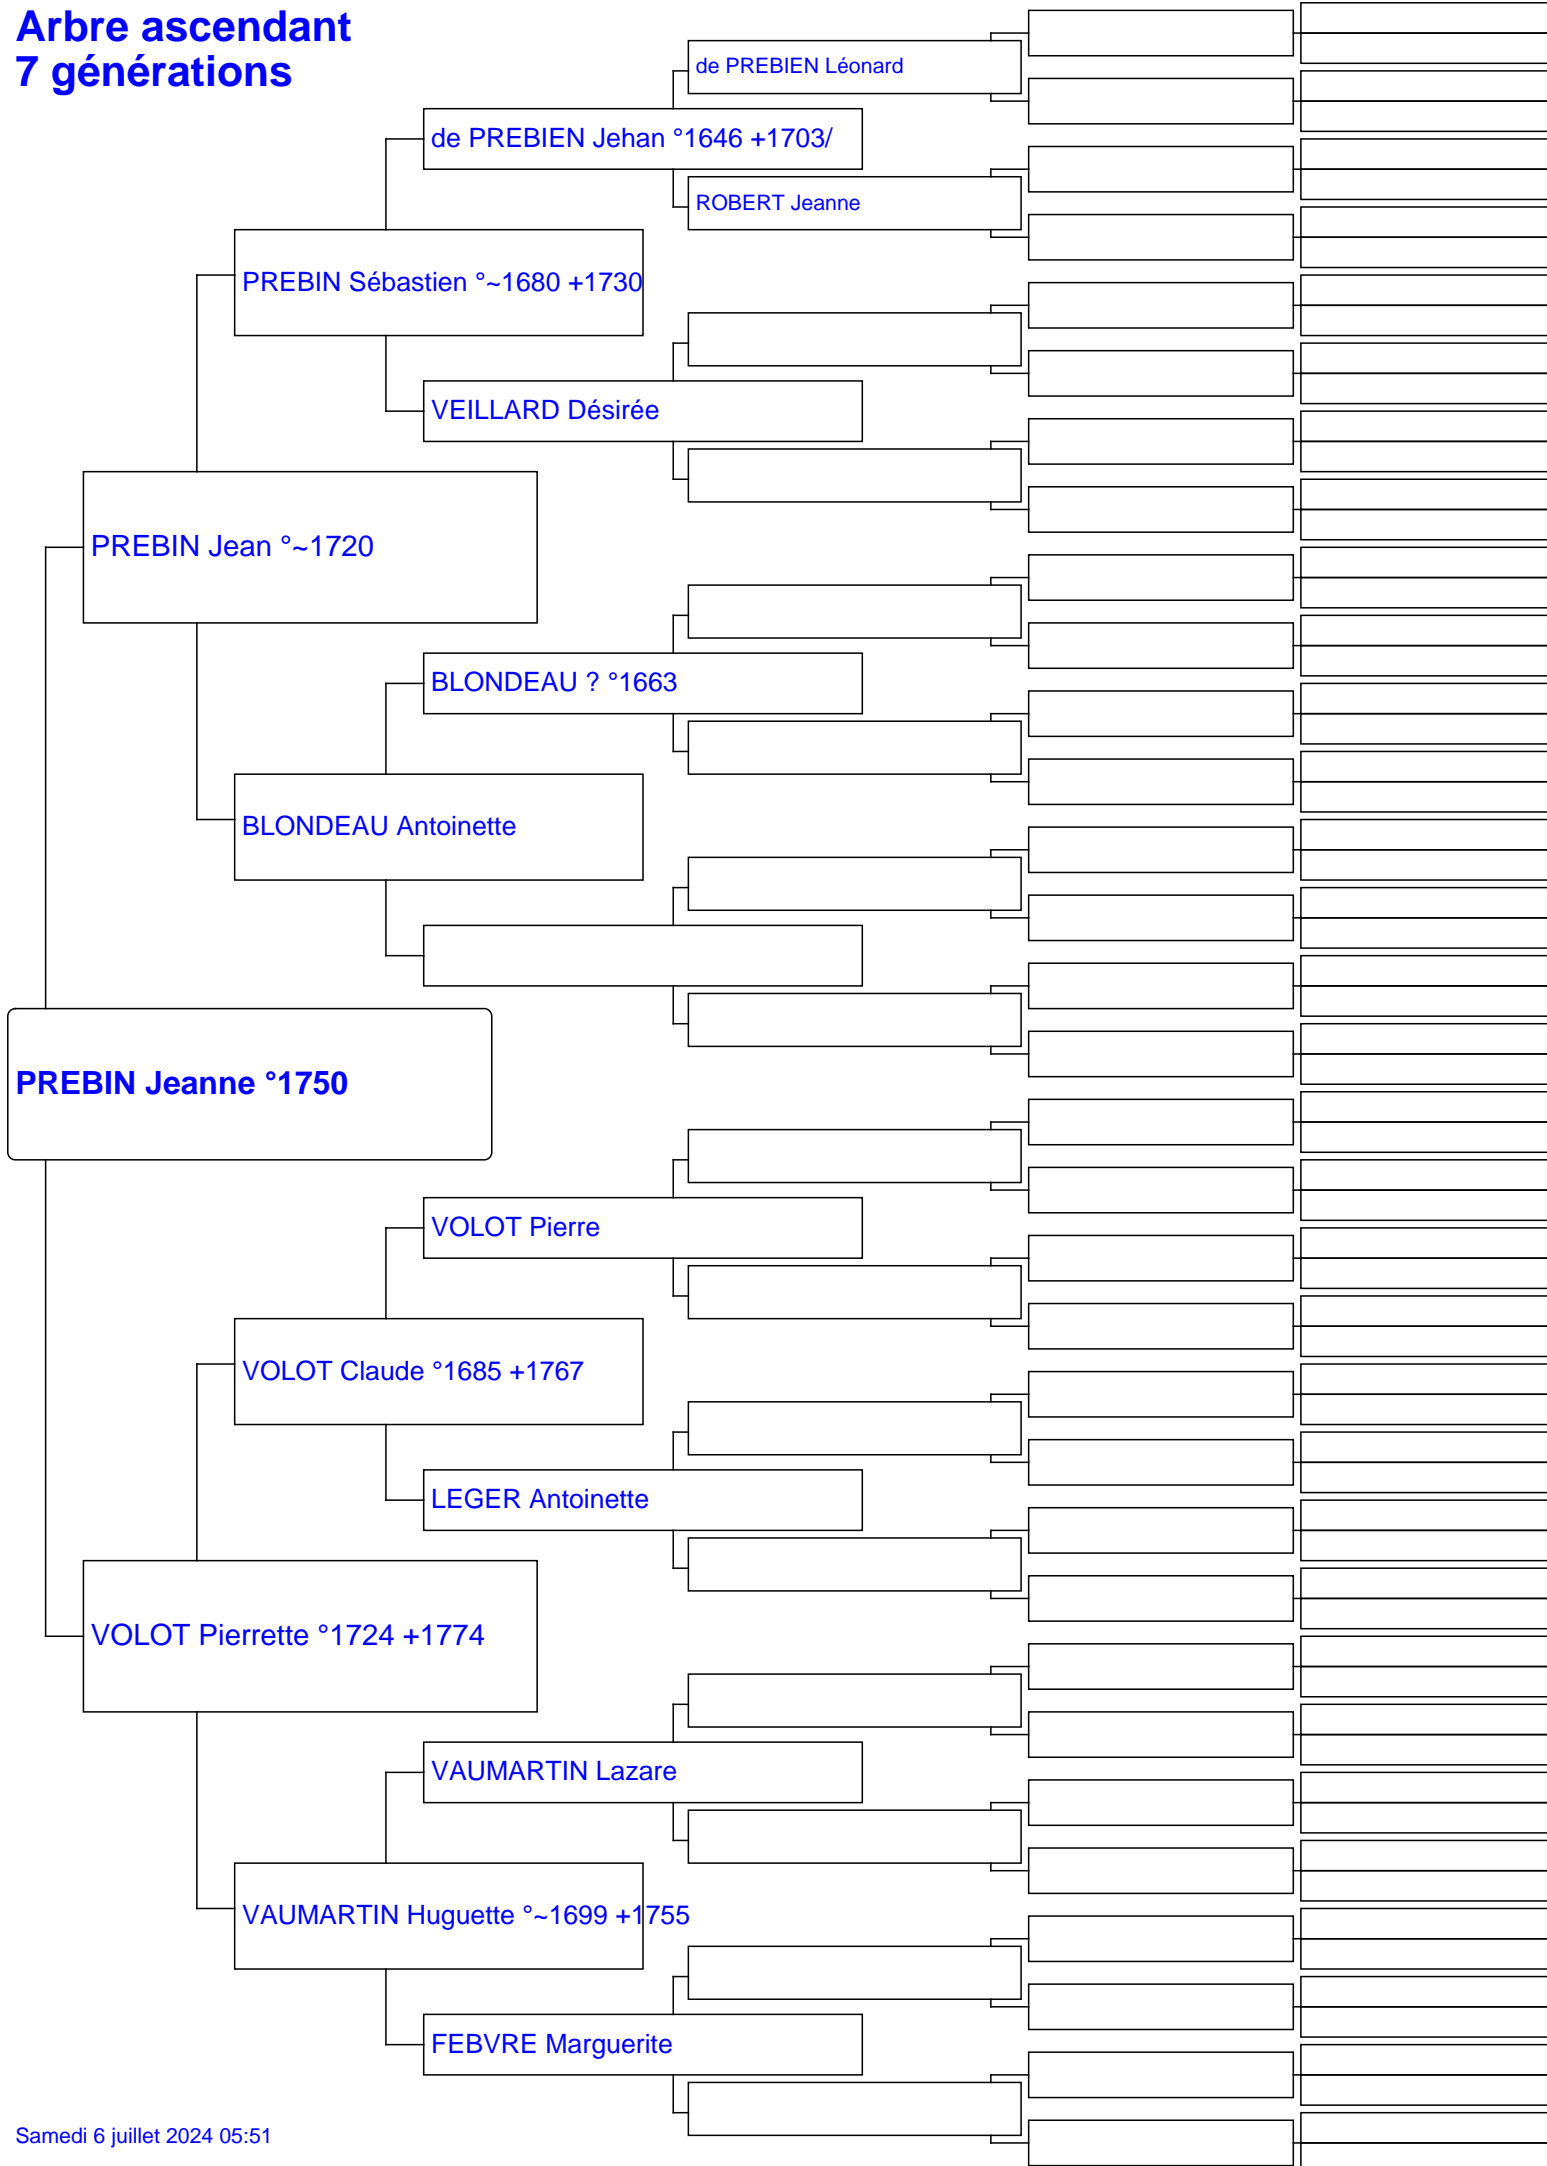 Arbre ascendant
7 générations
de PREBIEN Léonard
de PREBIEN Jehan °1646 +1703/
ROBERT Jeanne
PREBIN Sébastien °~1680 +1730
VEILLARD Désirée
PREBIN Jean °~1720
BLONDEAU ? °1663
BLONDEAU Antoinette
PREBIN Jeanne °1750
VOLOT Pierre
VOLOT Claude °1685 +1767
LEGER Antoinette
VOLOT Pierrette °1724 +1774
VAUMARTIN Lazare
VAUMARTIN Huguette °~1699 +1755
FEBVRE Marguerite
Samedi 6 juillet 2024 05:51